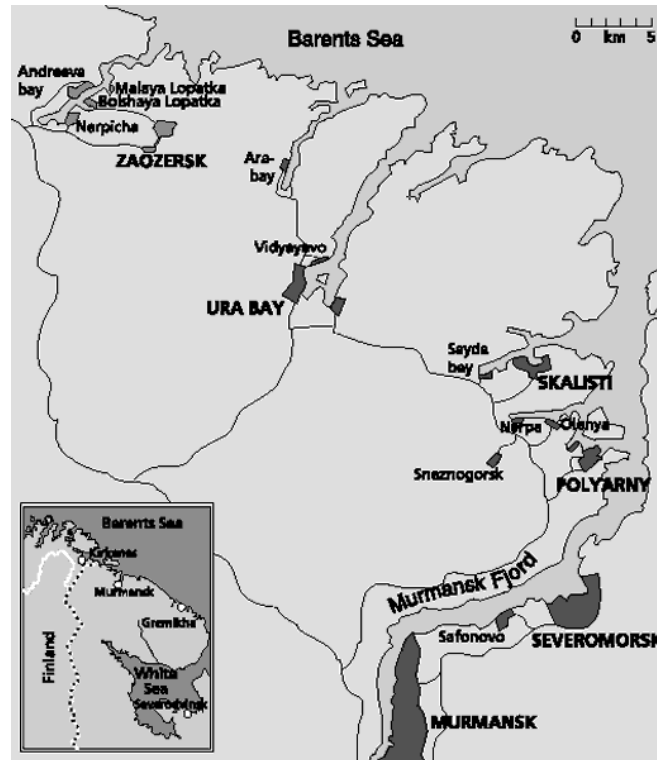 Barents Sea
0 km 5
Andreeva
bay
Malaya Lopatka
Bolshaya Lopatka
Nerpicha
ZAOZERSK
Ara-
bay
Vidyayevo
URA BAY
Sayda
bay
SKALISTI
Nerpa
Olenya
Sneznogorsk
POLYARNY
Murmansk Fjord
Safonovo
SEVEROMORSK
MURMANSK
Barents Sea
Kirkenes
Murmansk
Gremikha
Finland
White
Sea
Severodvinsk